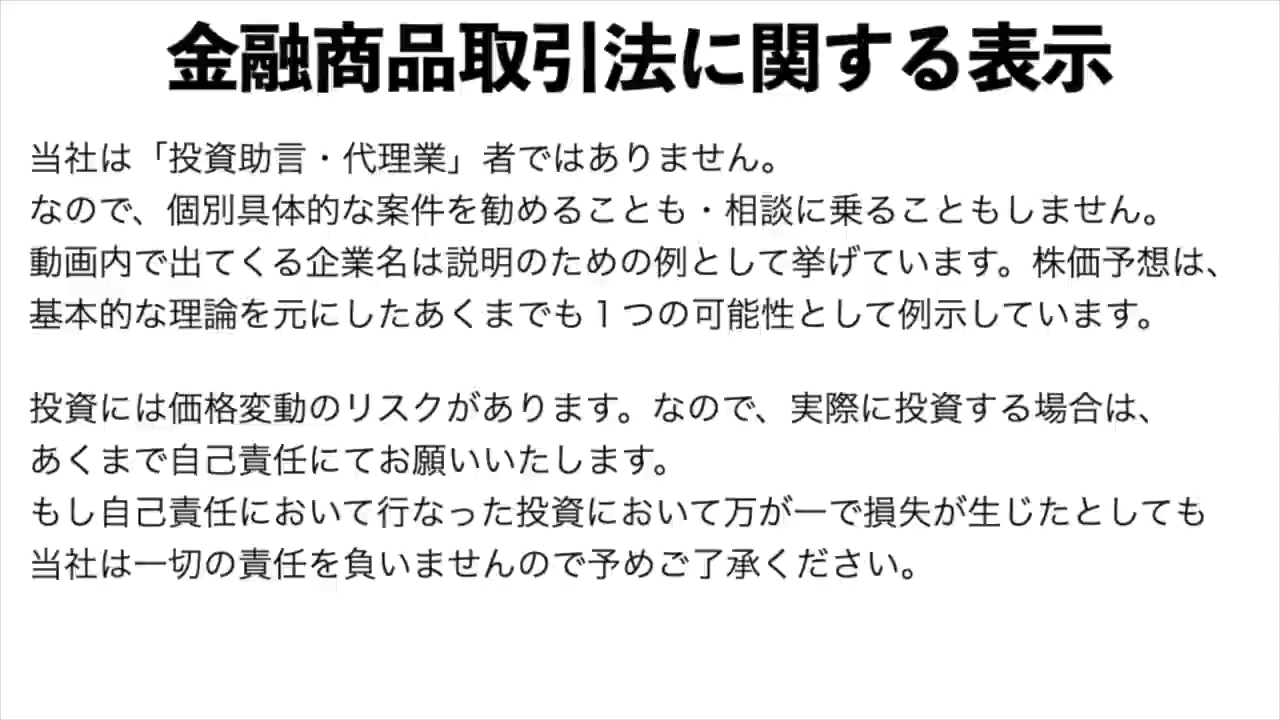 金融商品取引法に関する表示
当社は「投資助言・代理業」者ではありません。
なので、個別具体的な案件を勧めることも・相談に乗ることもしません。
動画内で出てくる企業名は説明のための例として挙げています。株価予想は、
基本的な理論を元にしたあくまでも１つの可能性として例示しています。
投資には価格変動のリスクがあります。なので、実際に投資する場合は、
あくまで自己責任にてお願いいたします。
もし自己責任において行なった投資において万が一で損失が生じたとしても
当社は一切の責任を負いませんので予めご了承ください。